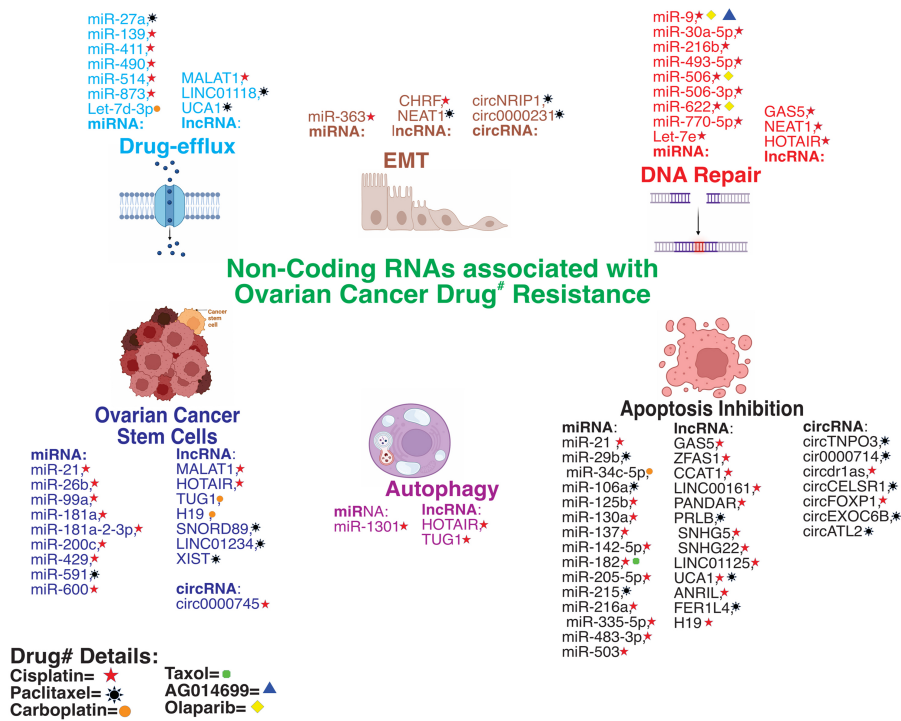 miR-27a,
miR-139,
miR-411,
miR-490,
miR-514,
miR-873,
Let-7d-3p
miRNA:
MALAT1,
LINC01118,
UCA1
lncRNA:
Drug-efflux
miR-363
miRNA:
CHRF,
NEAT1
lncRNA:
circNRIP1,
circ0000231
circRNA:
EMT
miR-9,
miR-30a-5p,
miR-216b,
miR-493-5p,
miR-506,
miR-506-3p,
miR-622,
miR-770-5p,
Let-7e
miRNA:
GAS5,
NEAT1,
HOTAIR
lncRNA:
DNA Repair
Non-Coding RNAs associated with
Ovarian Cancer Drug# Resistance
Cancer
stem
cell
Ovarian Cancer
Stem Cells
miRNA:
miR-21,
miR-26b,
miR-99a,
miR-181a,
miR-181a-2-3p,
miR-200c,
miR-429,
miR-591,
miR-600
lncRNA:
MALAT1,
HOTAIR,
TUG1,
H19,
SNORD89,
LINC01234,
XIST
circRNA:
circ0000745
Autophagy
miRNA:
miR-1301
lncRNA:
HOTAIR,
TUG1
Apoptosis Inhibition
miRNA:
miR-21,
miR-29b,
miR-34c-5p,
miR-106a,
miR-125b,
miR-130a,
miR-137,
miR-142-5p,
miR-182,
miR-205-5p,
miR-215,
miR-216a,
miR-335-5p,
miR-483-3p,
miR-503
lncRNA:
GAS5,
ZFAS1,
CCAT1,
LINC00161,
PANDAR,
PRLB,
SNHG5,
SNHG22,
LINC01125,
UCA1,
ANRIL,
FER1L4,
H19
circRNA:
circTNPO3,
cir0000714,
circdr1as,
circCELSR1,
circFOXP1,
circEXOC6B,
circATL2
Drug# Details:
Cisplatin=
Paclitaxel=
Carboplatin=
Taxol=
AG014699=
Olaparib=